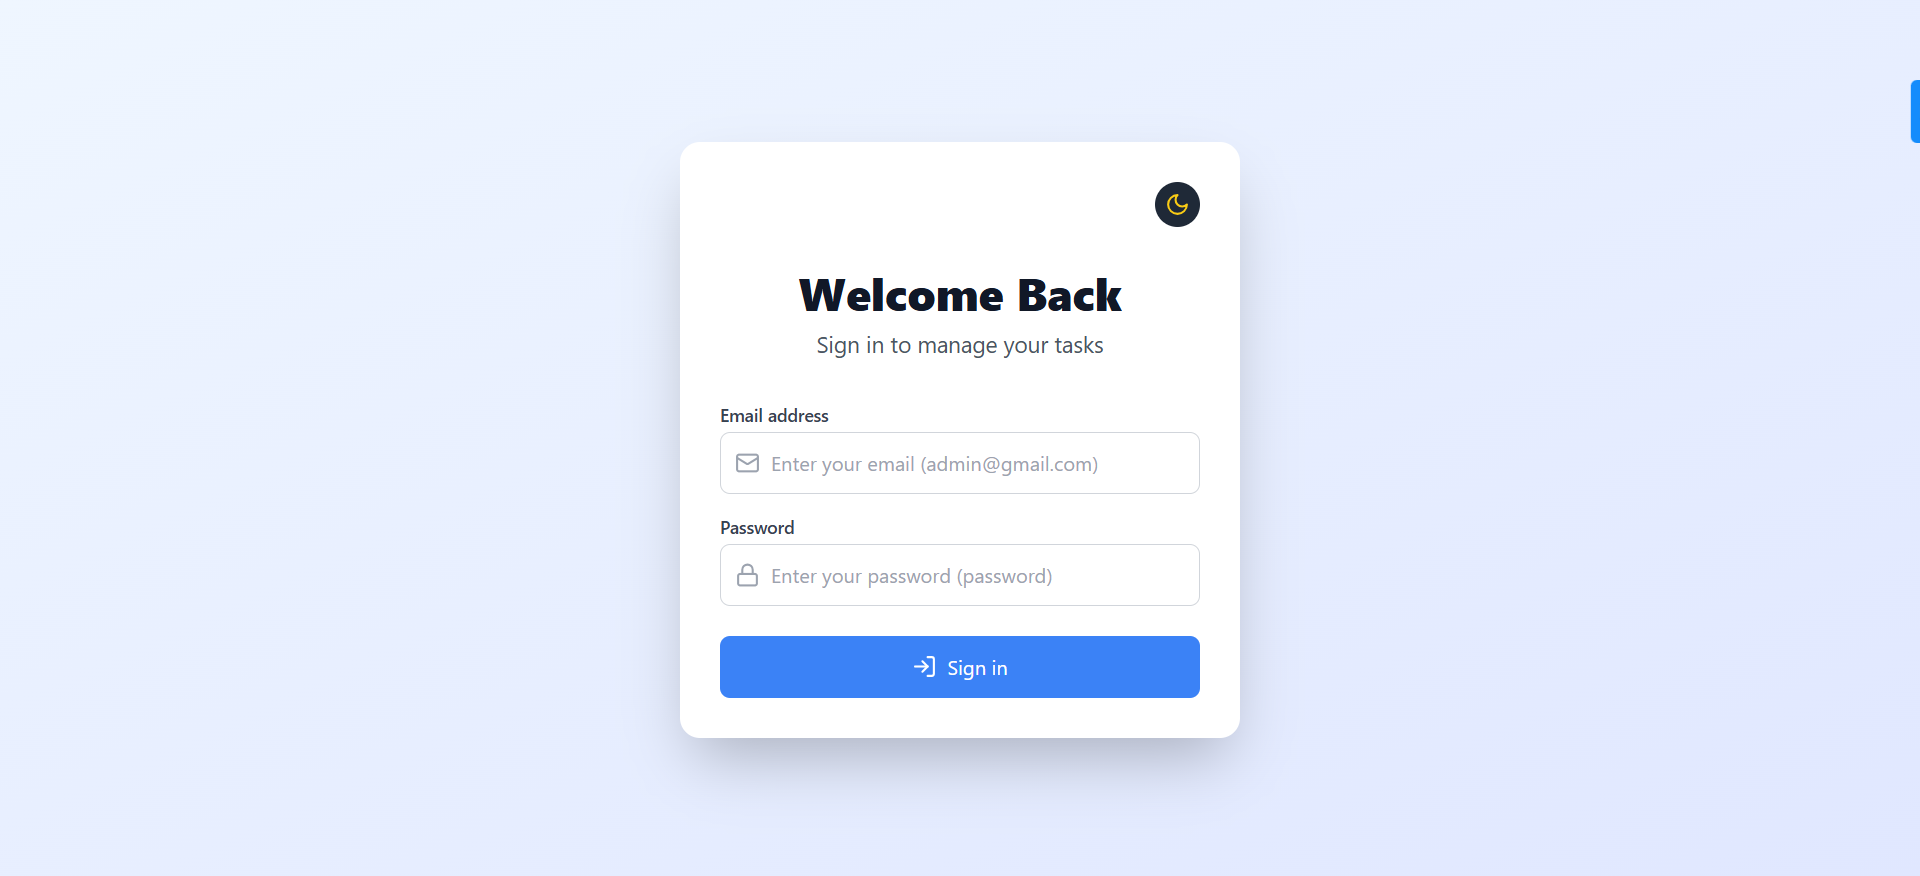 Welcome Back
Sign in to manage your tasks
Email address
Enter your email (admin@gmail.com)
Password
Enter your password (password)
Sign in